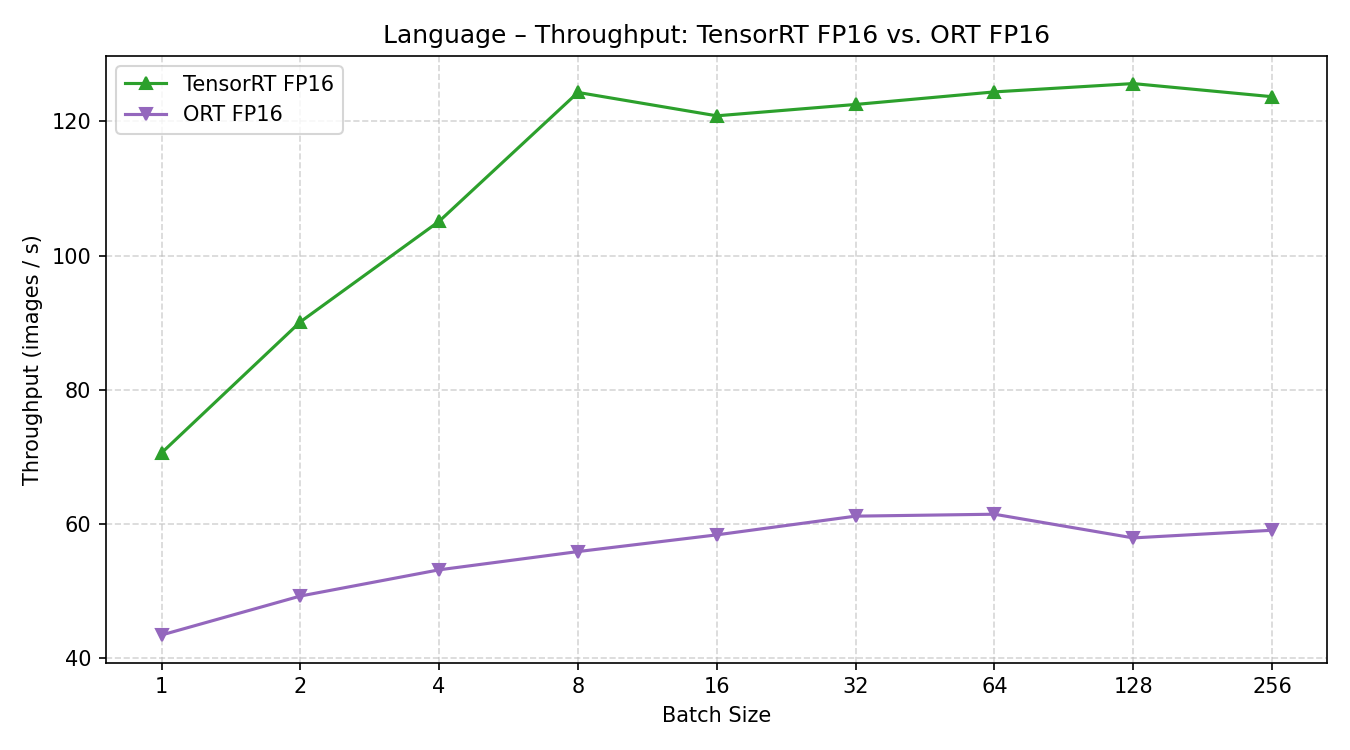 Language – Throughput: TensorRT FP16 vs. ORT FP16
TensorRT FP16
ORT FP16
Throughput (images / s)
120
100
80
60
40
1 2 4 8 16 32 64 128 256
Batch Size